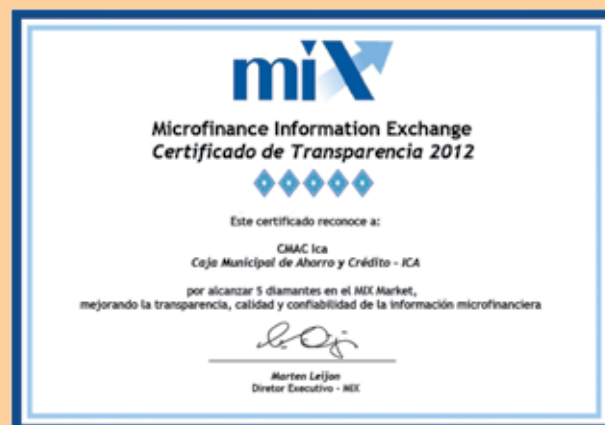 mix
Microfinance Information Exchange
Certificado de Transparencia 2012
Este certificado reconoce a:
CMAC Ica
Caja Municipal de Ahorro y Crédito - ICA
por alcanzar 5 diamantes en el MIX Market,
mejorando la transparencia, calidad y confiabilidad de la información microfinanciera
Marten Leijon
Diretor Executivo - MIX